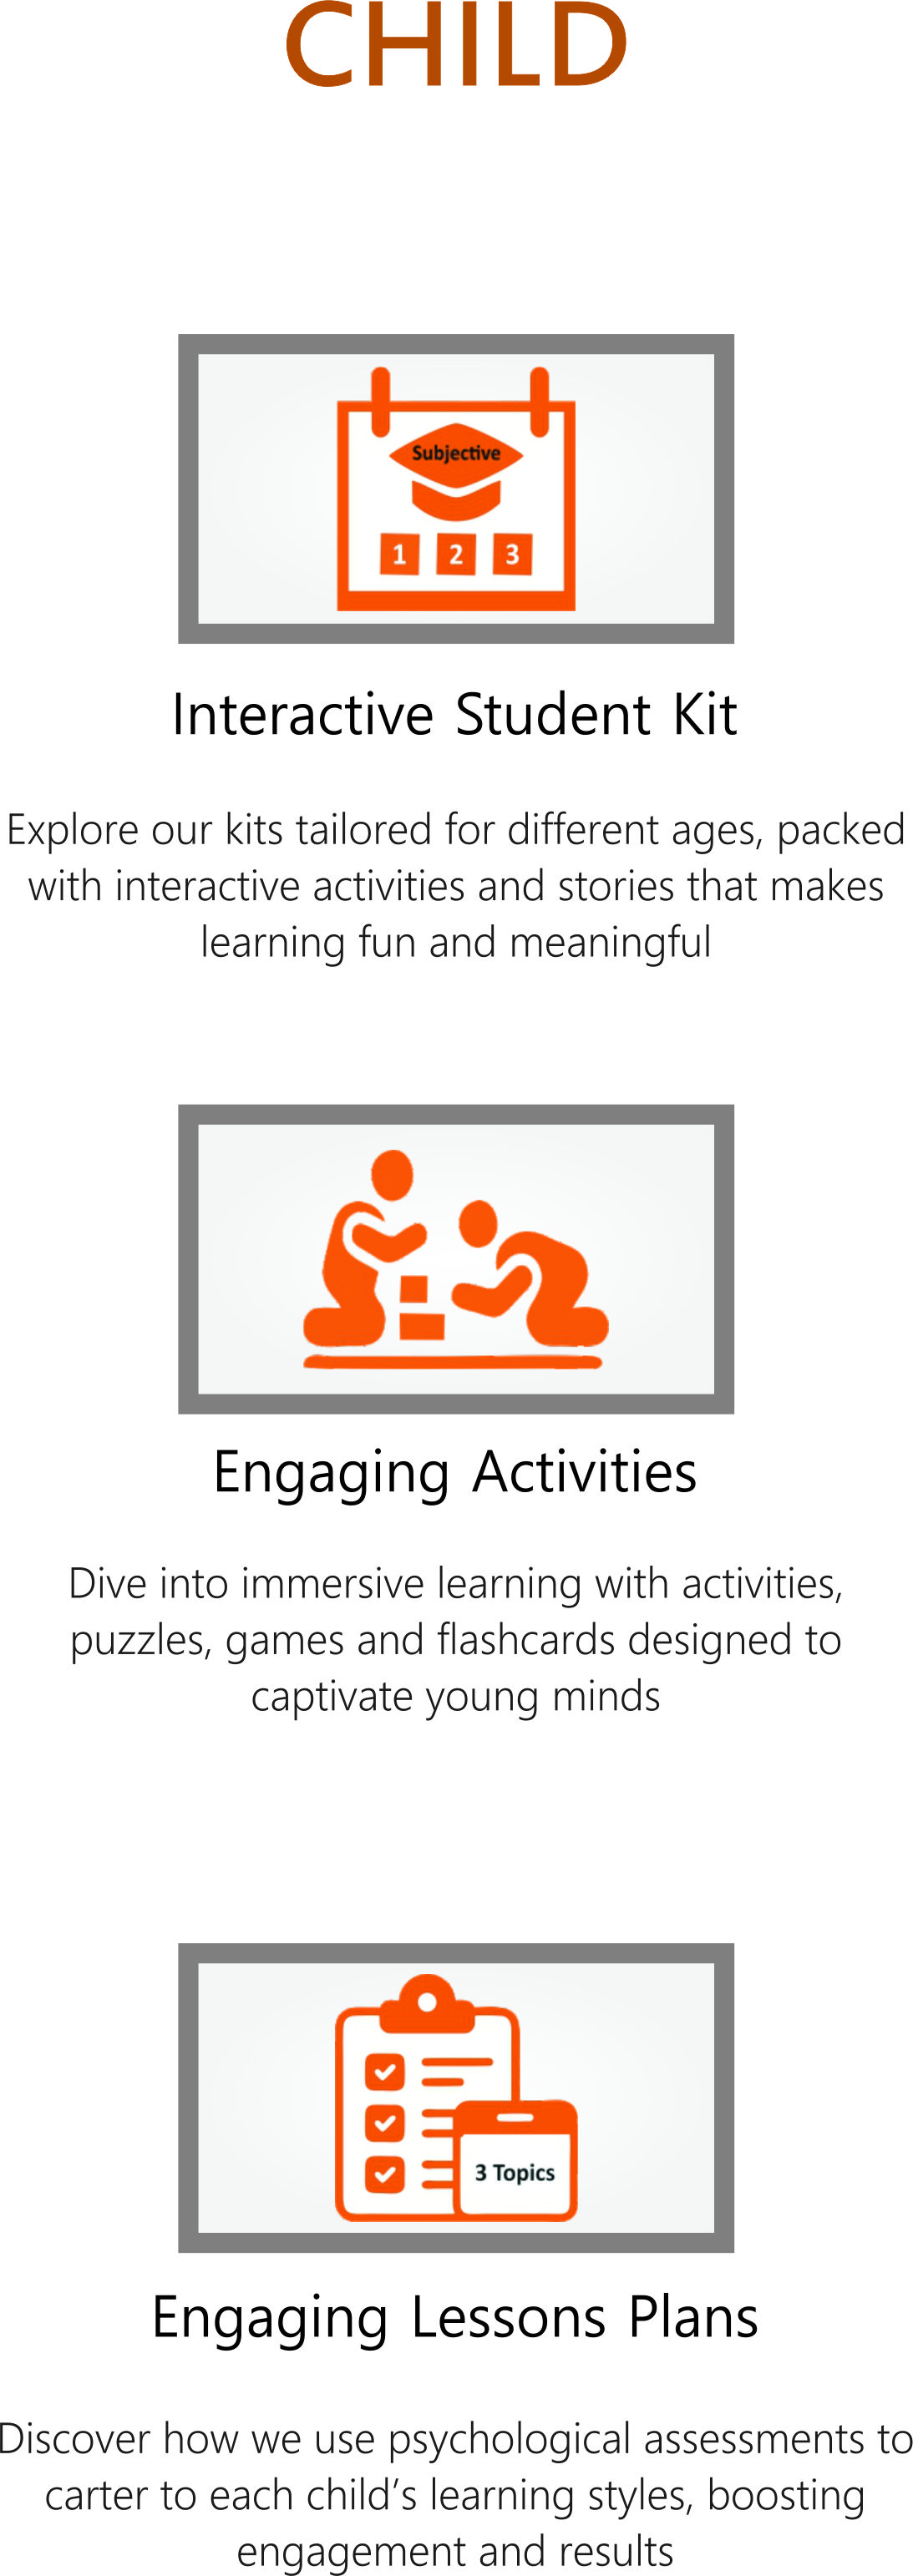 CHILD
Subjective
1 2 3
Interactive Student Kit
Explore our kits tailored for different ages, packed
with interactive activities and stories that makes
learning fun and meaningful
Engaging Activities
Dive into immersive learning with activities,
puzzles, games and flashcards designed to
captivate young minds
3 Topics
Engaging Lessons Plans
Discover how we use psychological assessments to
carter to each child’s learning styles, boosting
engagement and results